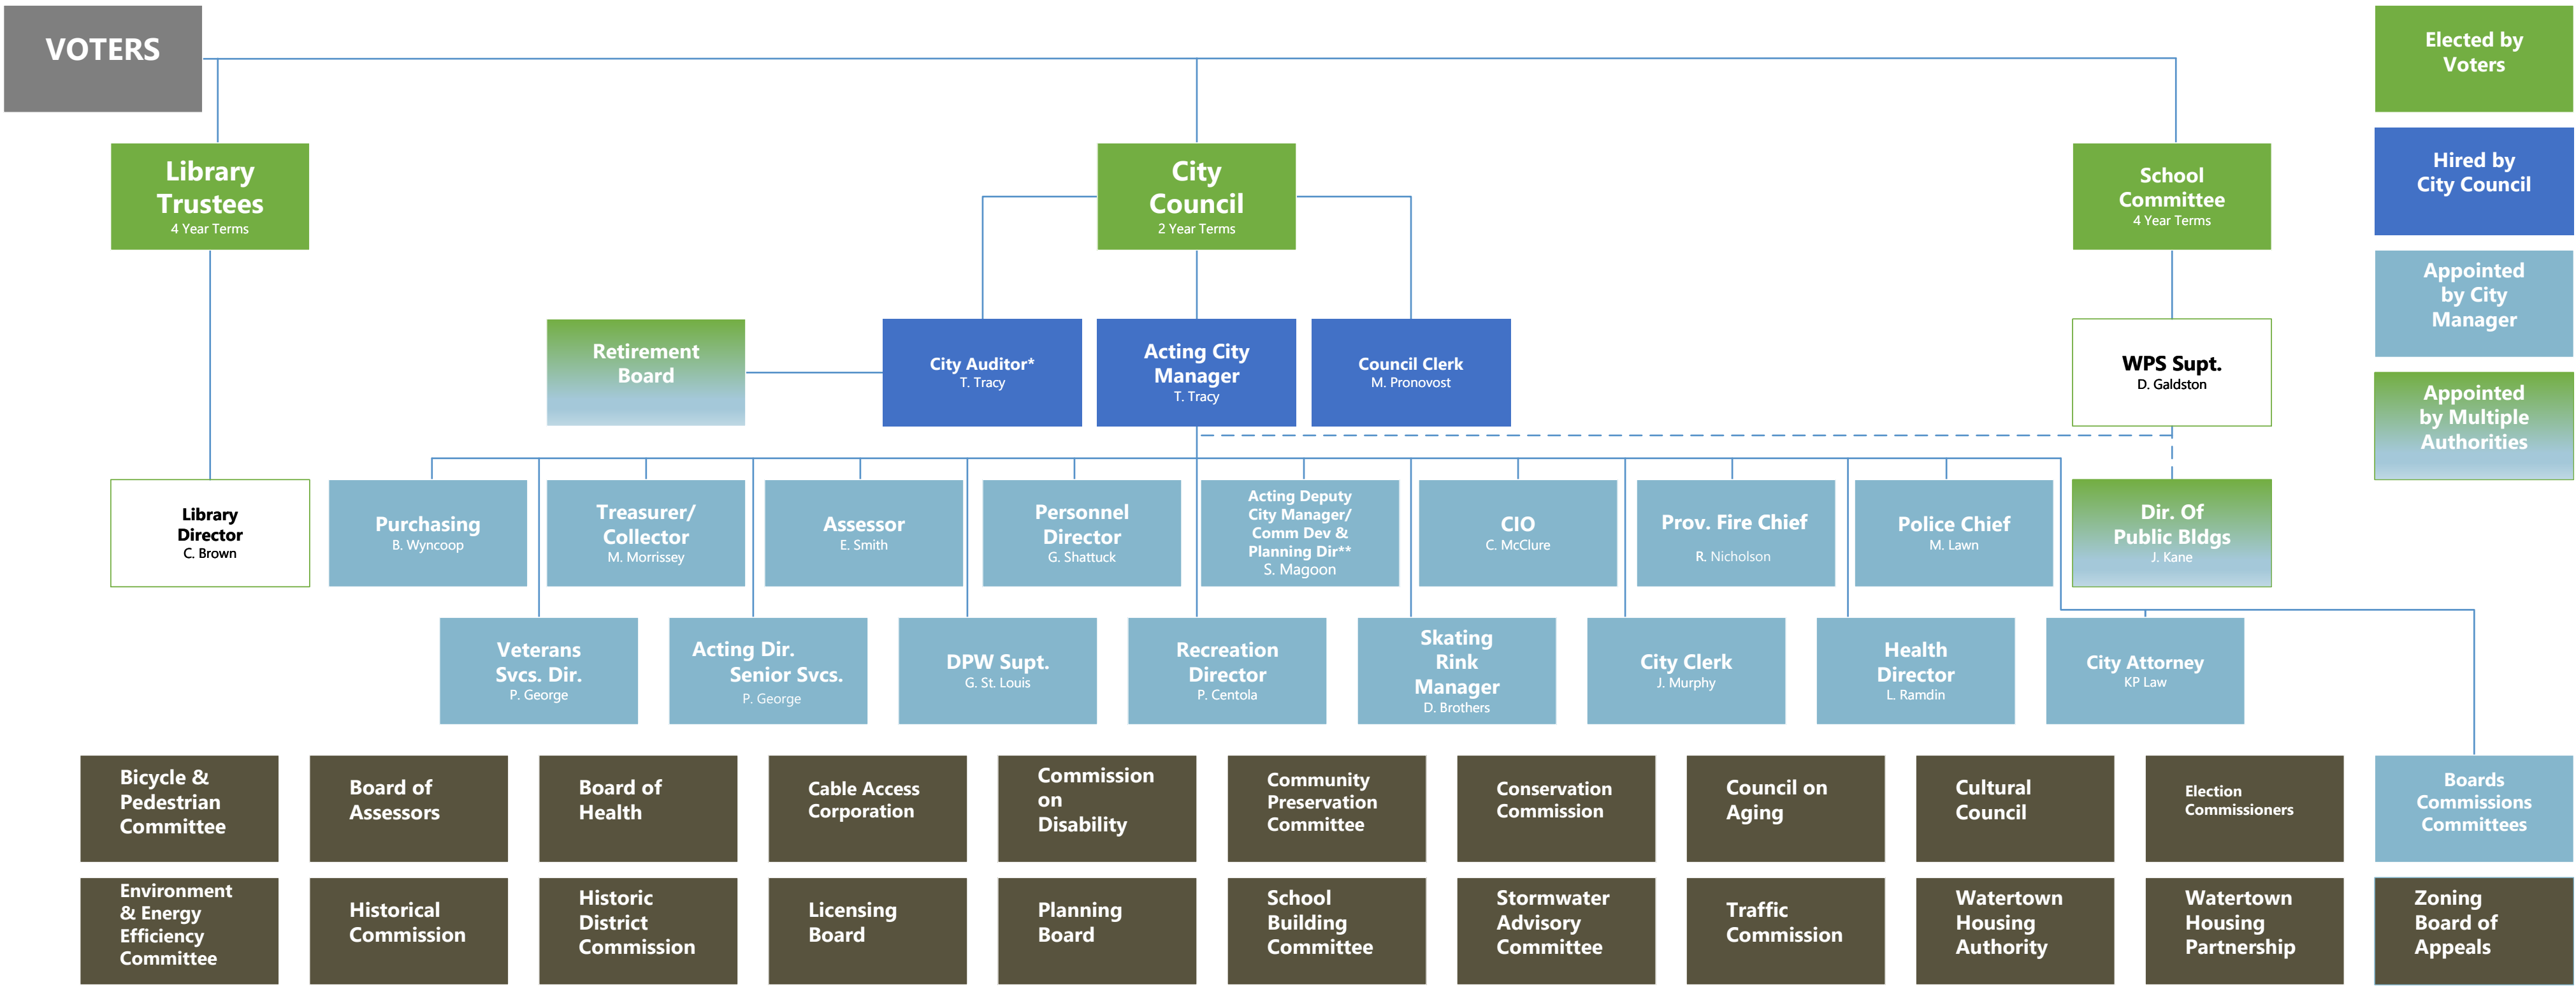 VOTERS
Elected by
Voters
Library
Trustees
4 Year Terms
City
Council
2 Year Terms
School
Committee
4 Year Terms
Hired by
City Council
Appointed
by City
Manager
Retirement
Board
City Auditor*
T. Tracy
Acting City
Manager
T. Tracy
Council Clerk
M. Pronovost
WPS Supt.
D. Galdston
Appointed
by Multiple
Authorities
Library
Director
C. Brown
Purchasing
B. Wyncoop
Treasurer/
Collector
M. Morrissey
Assessor
E. Smith
Personnel
Director
G. Shattuck
Acting Deputy
City Manager/
Comm Dev &
Planning Dir**
S. Magoon
CIO
C. McClure
Prov. Fire Chief
R. Nicholson
Police Chief
M. Lawn
Dir. Of
Public Bldgs
J. Kane
Veterans
Svcs. Dir.
P. George
Acting Dir.
Senior Svcs.
P. George
DPW Supt.
G. St. Louis
Recreation
Director
P. Centola
Skating
Rink
Manager
D. Brothers
City Clerk
J. Murphy
Health
Director
L. Ramdin
City Attorney
KP Law
Bicycle &
Pedestrian
Committee
Board of
Assessors
Board of
Health
Cable Access
Corporation
Commission
on
Disability
Community
Preservation
Committee
Conservation
Commission
Council on
Aging
Cultural
Council
Election
Commissioners
Boards
Commissions
Committees
Environment
& Energy
Efficiency
Committee
Historical
Commission
Historic
District
Commission
Licensing
Board
Planning
Board
School
Building
Committee
Stormwater
Advisory
Committee
Traffic
Commission
Watertown
Housing
Authority
Watertown
Housing
Partnership
Zoning
Board of
Appeals